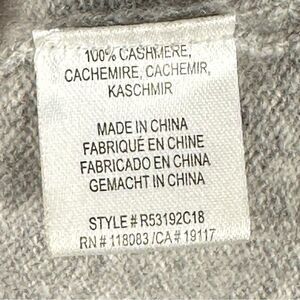 100% CASHMERE,
CACHEMIRE, CACHEMIR,
KASCHMIR
MADE IN CHINA
FABRIQUÉ EN CHINE
FABRICADO EN CHINA
GEMACHT IN CHINA
STYLE # R53192C18
RN # 118083 /CA # 19117